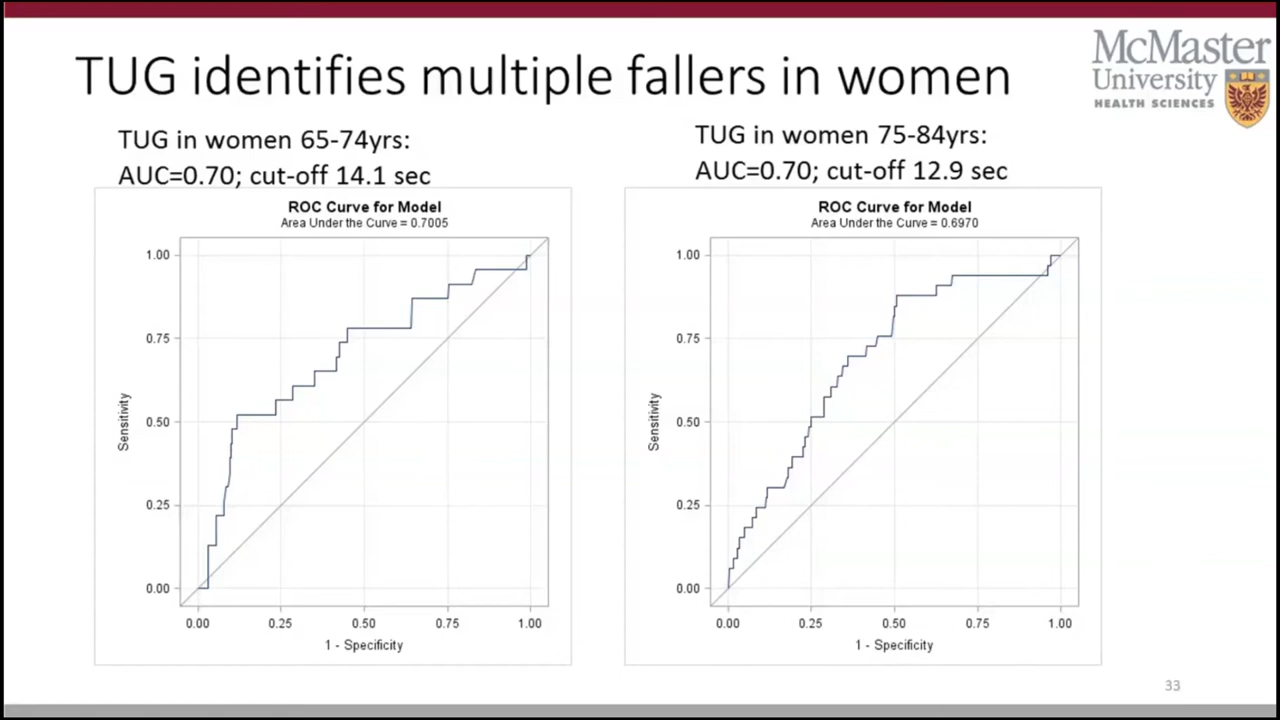 TUG identifies multiple fallers in women
McMaster
University
HEALTH SCIENCES
TUG in women 65-74yrs:
AUC=0.70; cut-off 14.1 sec
ROC Curve for Model
Area Under the Curve = 0.7005
1.00
0.75
0.50
0.25
0.00
Sensitivity
0.00 0.25 0.50 0.75 1.00
1 - Specificity
TUG in women 75-84yrs:
AUC=0.70; cut-off 12.9 sec
ROC Curve for Model
Area Under the Curve = 0.6970
1.00
0.75
0.50
0.25
0.00
Sensitivity
0.00 0.25 0.50 0.75 1.00
1 - Specificity
33